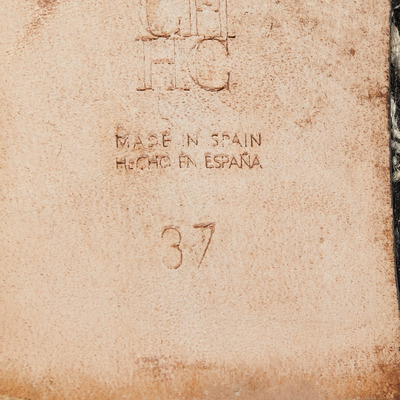 CH
HC
MADE IN SPAIN
HECHO EN ESPAÑA
37